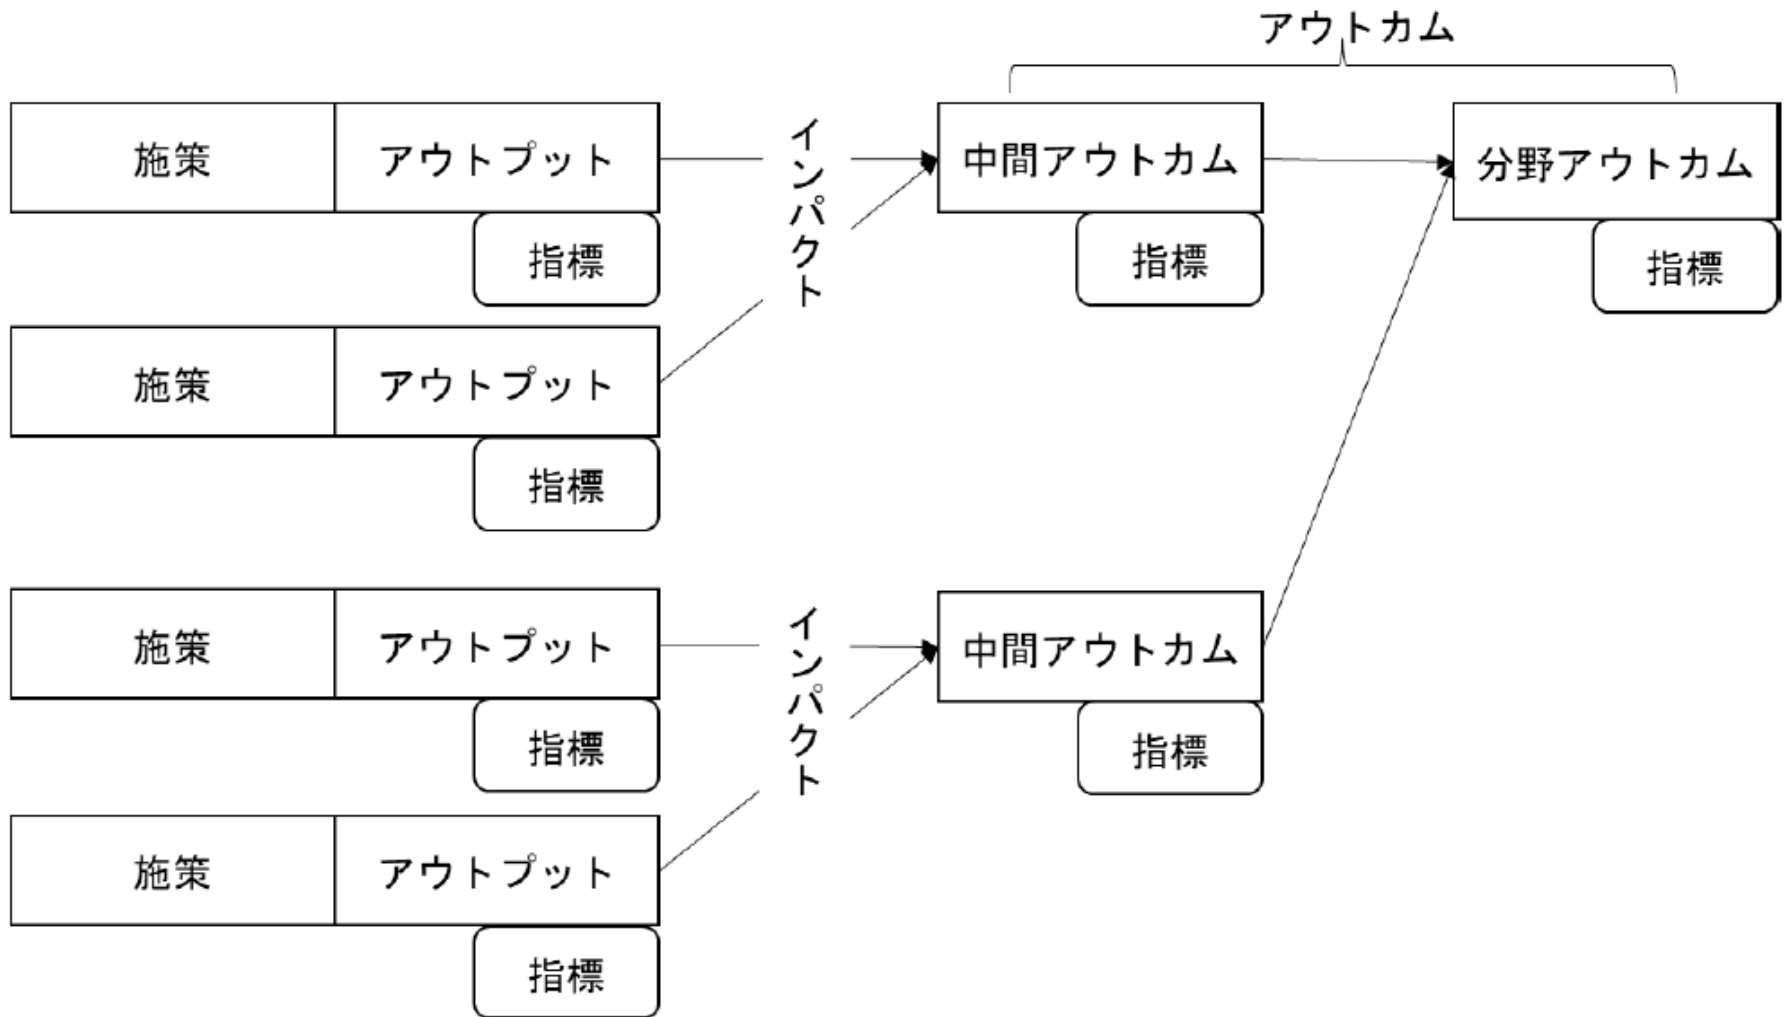 アウトカム
施策
アウトプット
インパクト
中間アウトカム
分野アウトカム
指標
指標
指標
施策
アウトプット
指標
施策
アウトプット
インパクト
中間アウトカム
指標
指標
施策
アウトプット
指標